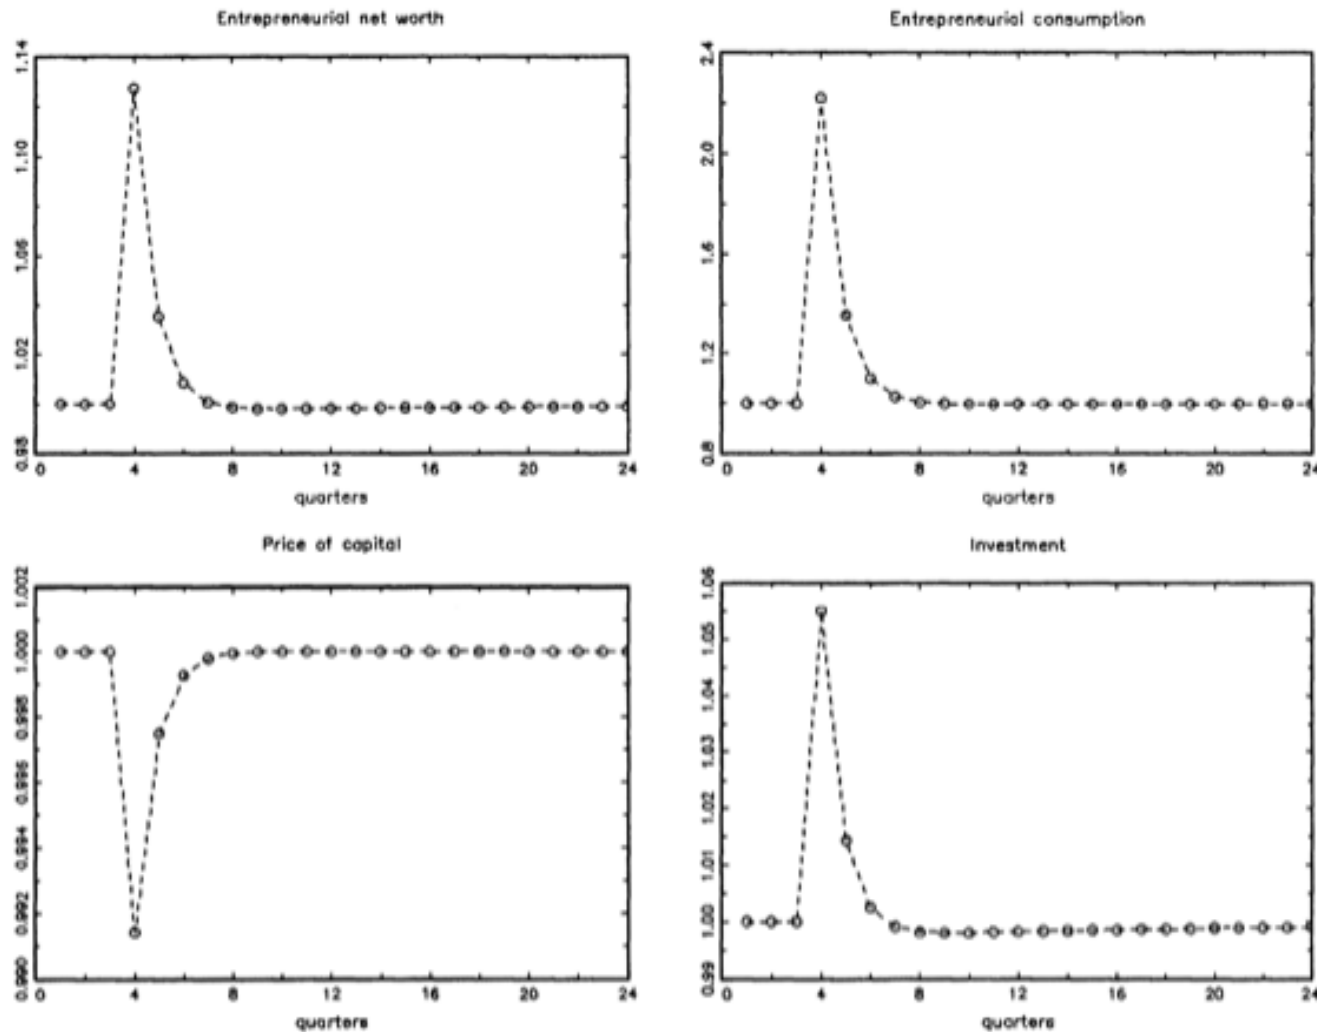 Entrepreneurial net worth
1.14
1.10
1.06
1.02
0.98
0 4 8 12 16 20 24
quarters
Entrepreneurial consumption
2.4
2.0
1.6
1.2
0.8
0 4 8 12 16 20 24
quarters
Price of capital
1.002
1.000
0.998
0.996
0.994
0.992
0.990
0 4 8 12 16 20 24
quarters
Investment
1.06
1.05
1.04
1.03
1.02
1.01
1.00
0.99
0 4 8 12 16 20 24
quarters